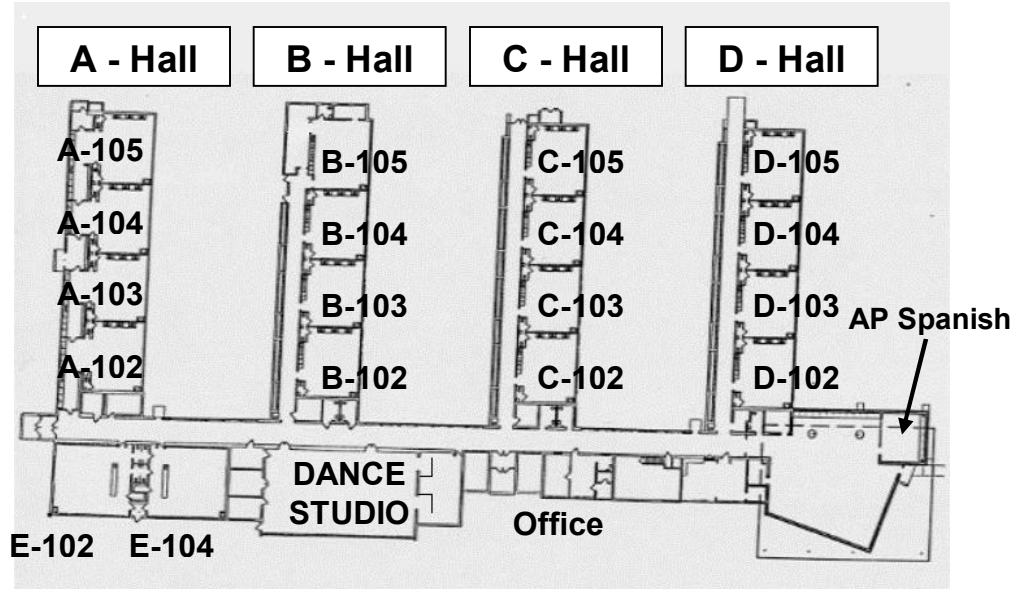 A - Hall
B - Hall
C - Hall
D - Hall
A-105
B-105
C-105
D-105
A-104
B-104
C-104
D-104
A-103
B-103
C-103
D-103
AP Spanish
A-102
B-102
C-102
D-102
DANCE
STUDIO
Office
E-102
E-104